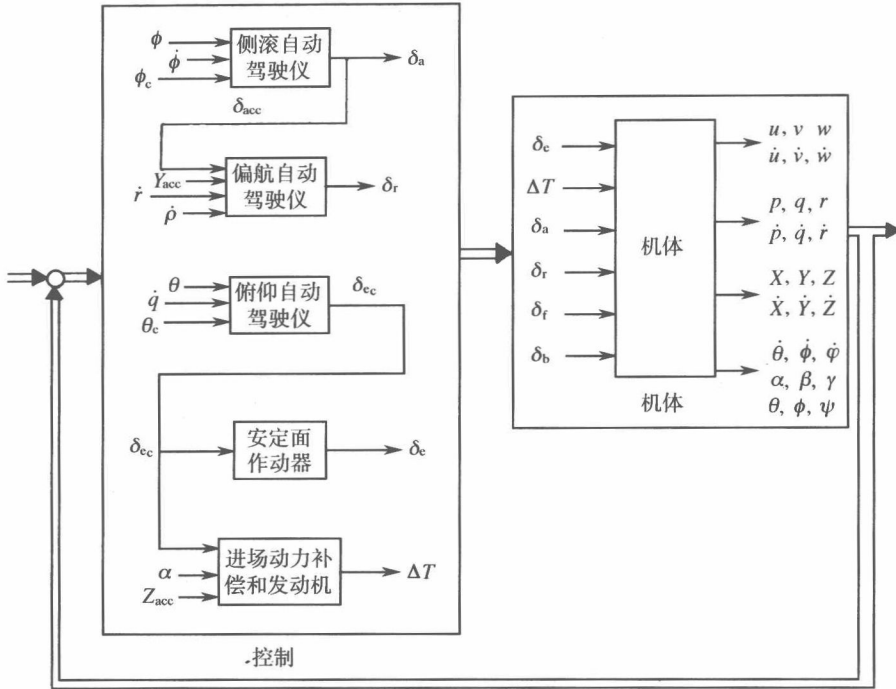 ϕ
ϕ̇
ϕc
侧滚自动
驾驶仪
δa
δacc
Yacc
ṙ
ρ̇
偏航自动
驾驶仪
δr
θ
q̇
θc
俯仰自动
驾驶仪
δec
δec
安定面
作动器
δe
α
Zacc
进场动力补
偿和发动机
ΔT
控制
δe
ΔT
δa
δr
δf
δb
机体
u, v w
u̇, v̇, ẇ
p, q, r
ṗ, q̇, ṙ
X, Y, Z
Ẋ, Ẏ, Ż
θ̇, ϕ̇, φ̇
α, β, γ
θ, ϕ, ψ
机体